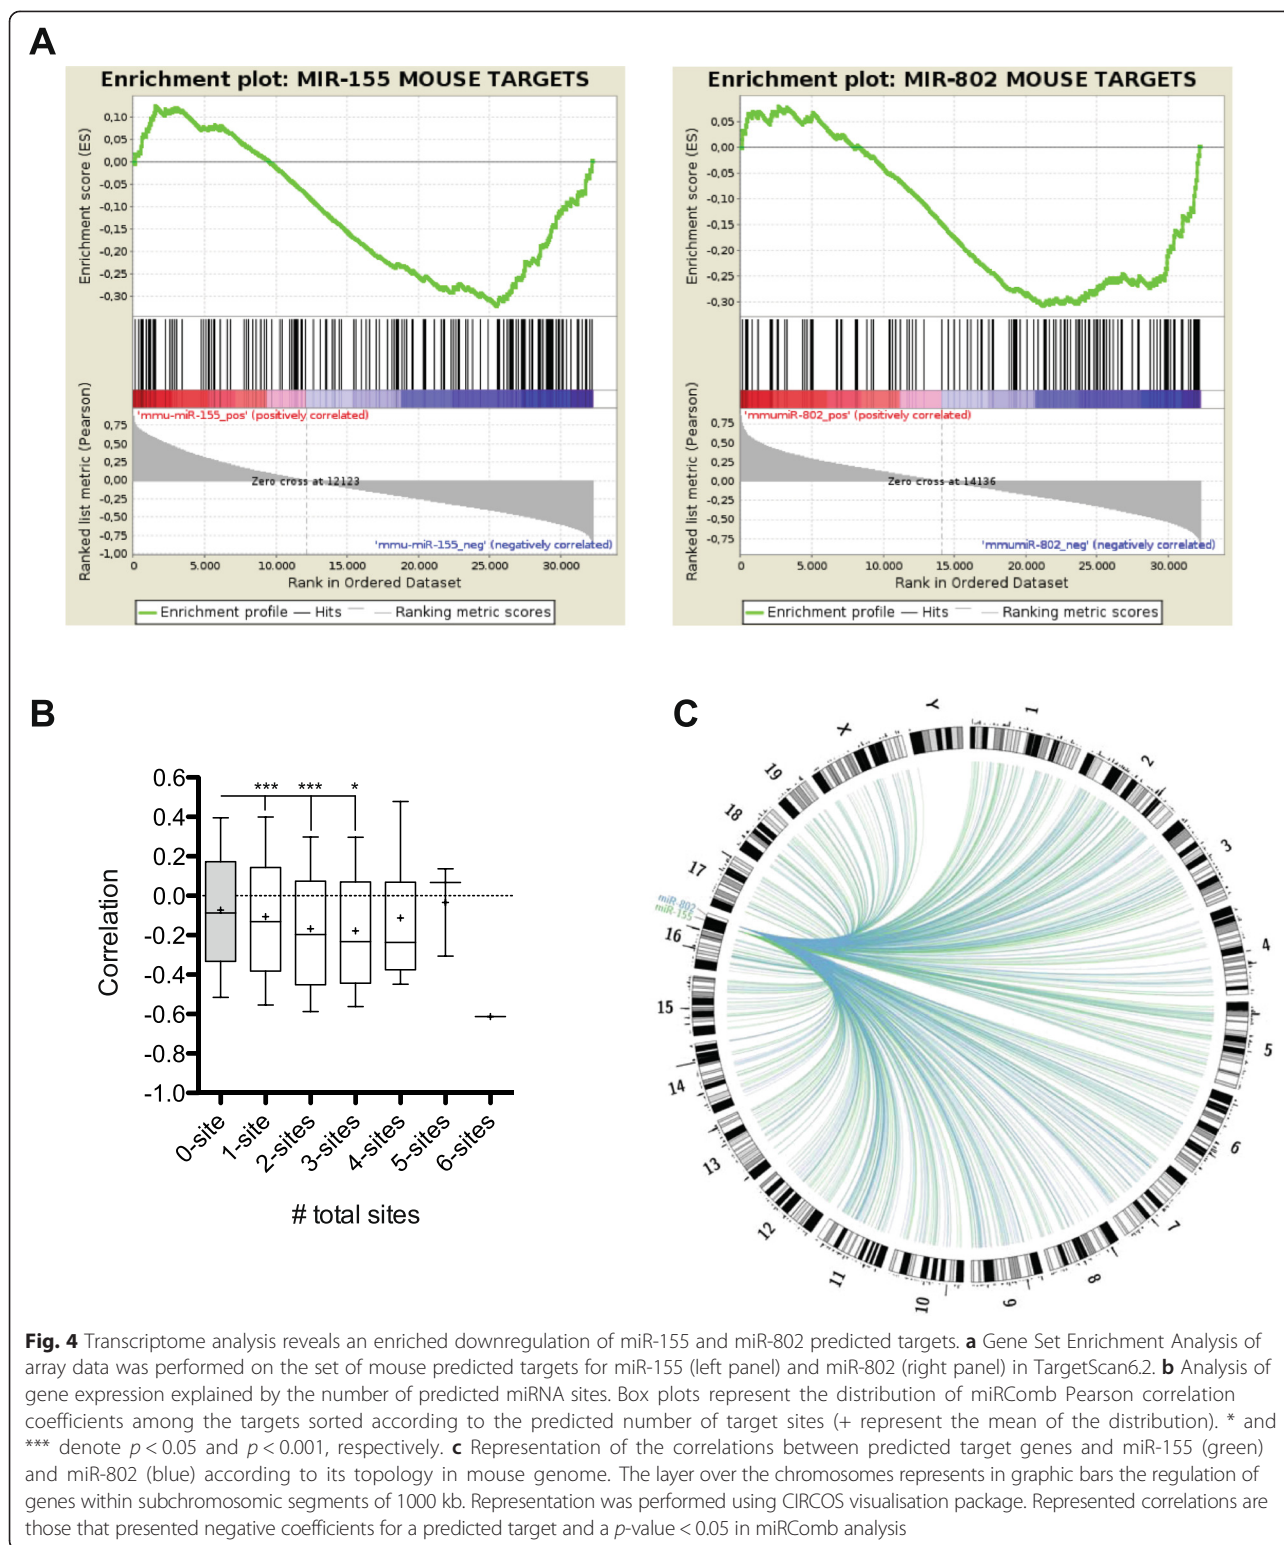 A
Enrichment plot: MIR-155 MOUSE TARGETS
Enrichment score (ES)
0,10
0,05
0,00
-0,05
-0,10
-0,15
-0,20
-0,25
-0,30
Ranked list metric (Pearson)
'mmu-miR-155_pos' (positively correlated)
0,75
0,50
0,25
0,00
-0,25
-0,50
-0,75
-1,00
Zero cross at 12123
'mmu-miR-155_neg' (negatively correlated)
0 5.000 10.000 15.000 20.000 25.000 30.000
Rank in Ordered Dataset
Enrichment profile Hits Ranking metric scores
Enrichment plot: MIR-802 MOUSE TARGETS
Enrichment score (ES)
0,05
0,00
-0,05
-0,10
-0,15
-0,20
-0,25
-0,30
Ranked list metric (Pearson)
'mmumiR-802_pos' (positively correlated)
0,75
0,50
0,25
0,00
-0,25
-0,50
-0,75
Zero cross at 14136
'mmumiR-802_neg' (negatively correlated)
0 5.000 10.000 15.000 20.000 25.000 30.000
Rank in Ordered Dataset
Enrichment profile Hits Ranking metric scores
B
Correlation
0.6
0.4
0.2
0.0
-0.2
-0.4
-0.6
-0.8
-1.0
*** *** *
+ + + + + + +
0-site 1-site 2-sites 3-sites 4-sites 5-sites 6-sites
# total sites
C
1
2
3
4
5
6
7
8
9
10
11
12
13
14
15
16
17
18
19
X
Y
miR-802
miR-155
Fig. 4 Transcriptome analysis reveals an enriched downregulation of miR-155 and miR-802 predicted targets. a Gene Set Enrichment Analysis of
array data was performed on the set of mouse predicted targets for miR-155 (left panel) and miR-802 (right panel) in TargetScan6.2. b Analysis of
gene expression explained by the number of predicted miRNA sites. Box plots represent the distribution of miRComb Pearson correlation
coefficients among the targets sorted according to the predicted number of target sites (+ represent the mean of the distribution). * and
*** denote p < 0.05 and p < 0.001, respectively. c Representation of the correlations between predicted target genes and miR-155 (green)
and miR-802 (blue) according to its topology in mouse genome. The layer over the chromosomes represents in graphic bars the regulation of
genes within subchromosomic segments of 1000 kb. Representation was performed using CIRCOS visualisation package. Represented correlations are
those that presented negative coefficients for a predicted target and a p-value < 0.05 in miRComb analysis